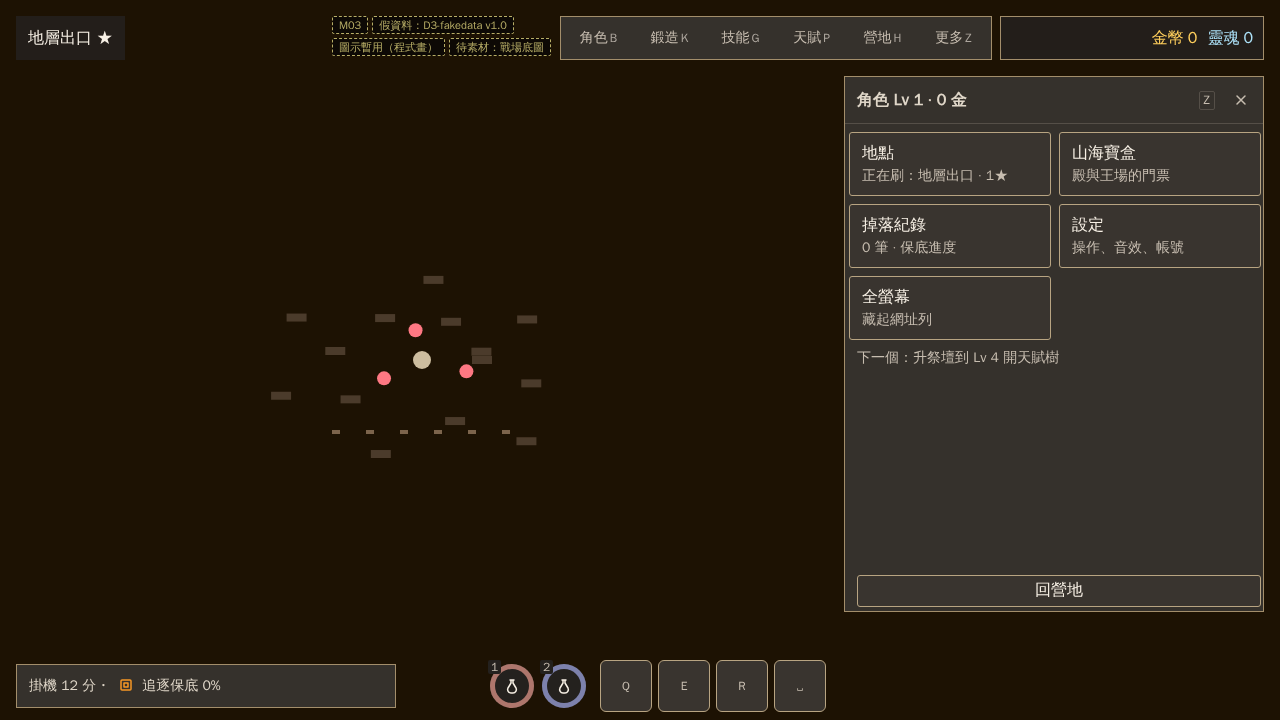 地層出口 ★
M03 假資料：D3-fakedata v1.0
圖示暫用（程式畫） 待素材：戰場底圖
角色 B 鍛造 K 技能 G 天賦 P 營地 H 更多 Z
金幣 0 靈魂 0
角色 Lv 1 · 0 金 Z ×
地點
正在刷：地層出口 · 1★
山海寶盒
殿與王場的門票
掉落紀錄
0 筆 · 保底進度
設定
操作、音效、帳號
全螢幕
藏起網址列
下一個：升祭壇到 Lv 4 開天賦樹
回營地
掛機 12 分 · 追逐保底 0%
1 2 Q E R ⎵